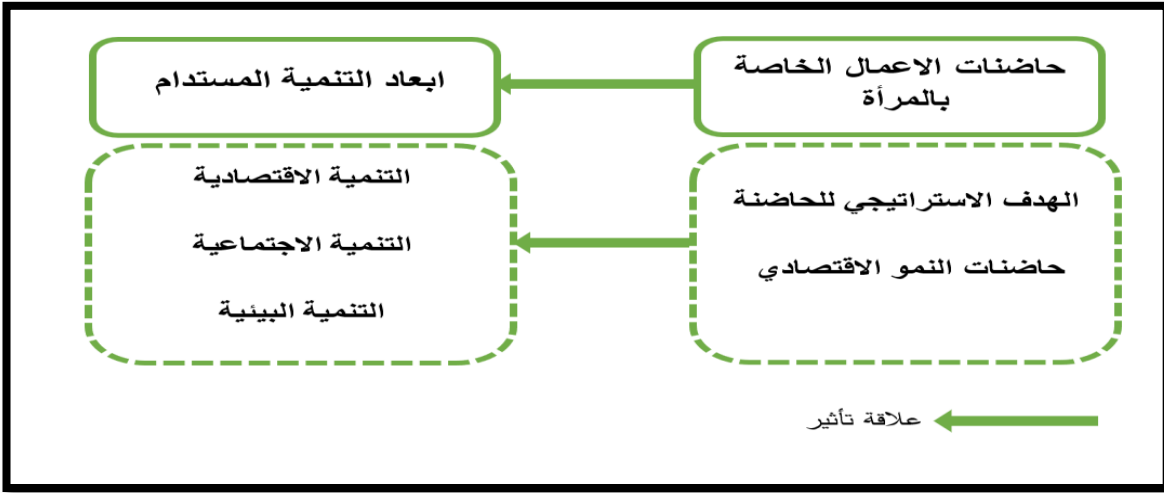 حاضنات الاعمال الخاصة
بالمرأة
ابعاد التنمية المستدام
الهدف الاستراتيجي للحاضنة
حاضنات النمو الاقتصادي
التنمية الاقتصادية
التنمية الاجتماعية
التنمية البيئية
علاقة تأثير